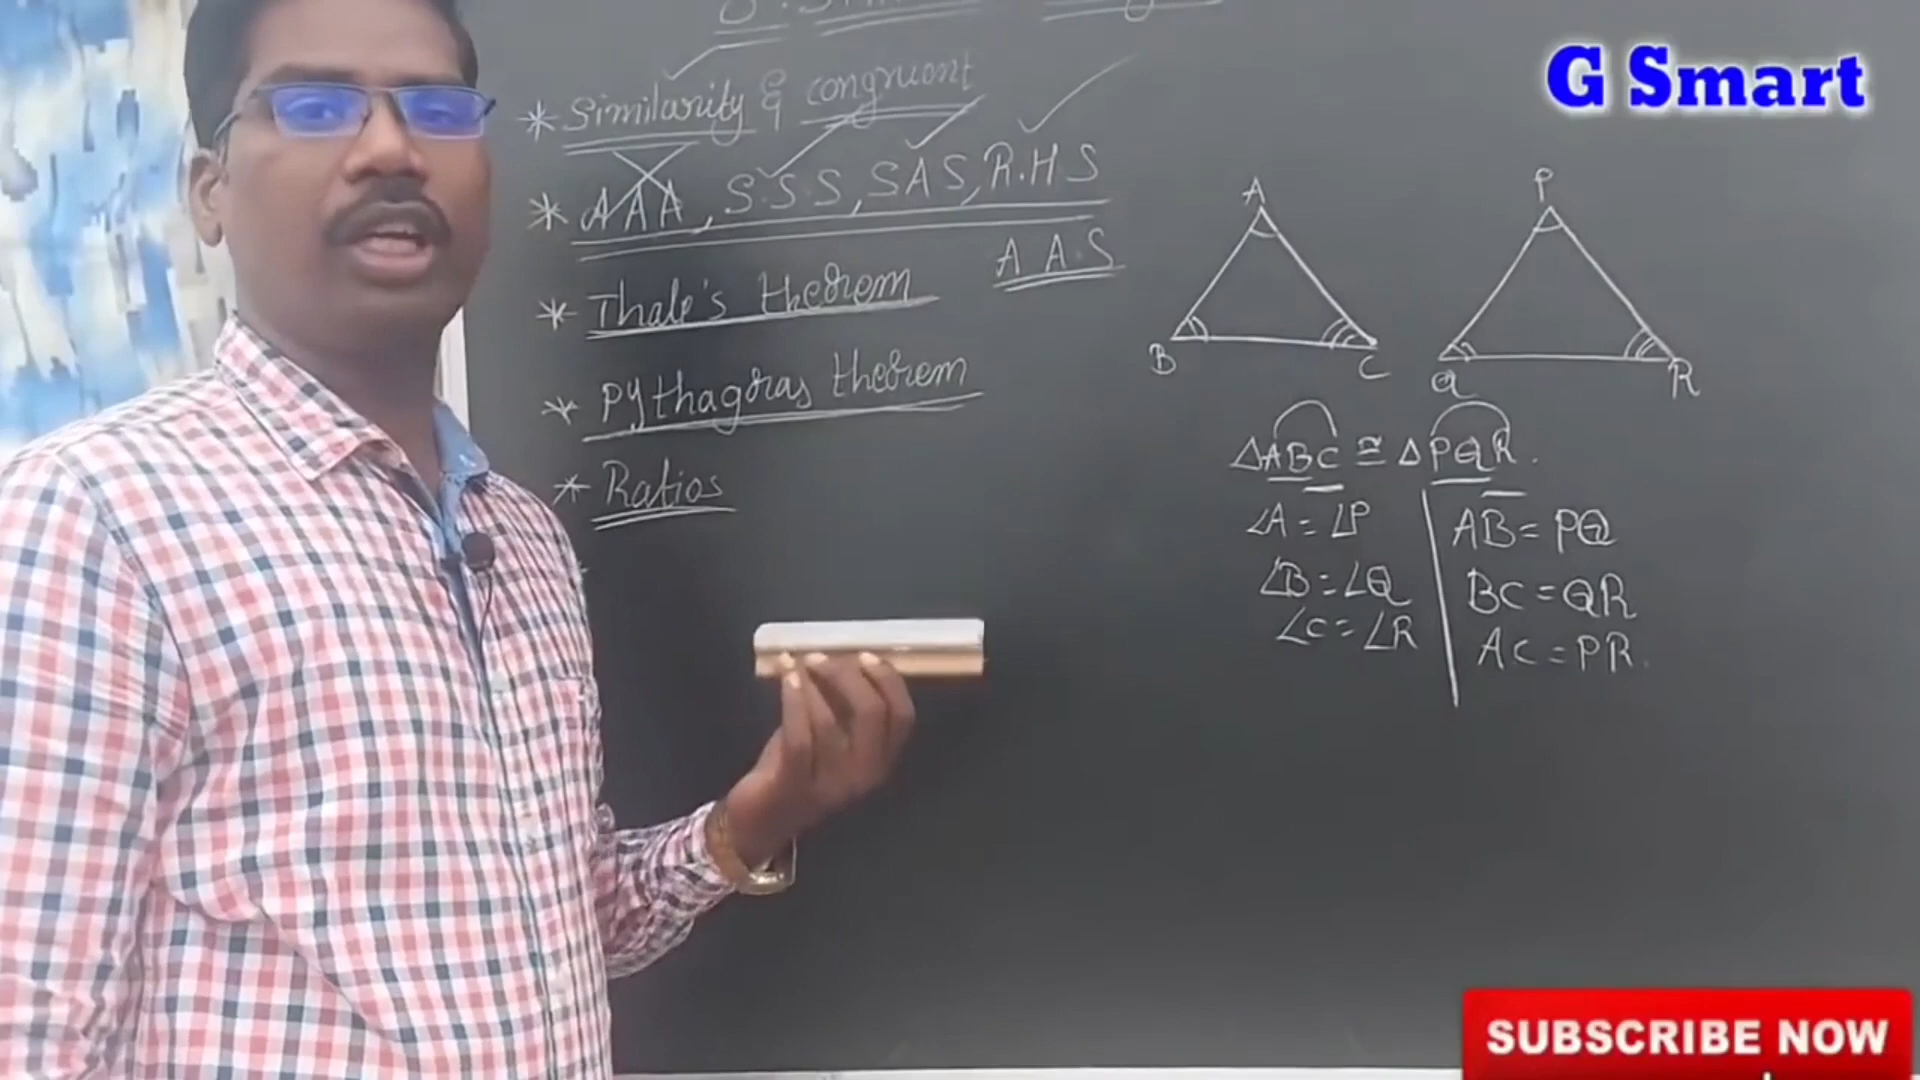 G Smart
* Similarity & congruent
* AAA, S.S.S, SAS, R.H.S
A A.S
* Thale's theorem
* Pythagoras theorem
* Ratios
A
B
C
P
Q
R
△ABC ≅ △PQR.
∠A = ∠P
∠B = ∠Q
∠C = ∠R
AB = PQ
BC = QR
AC = PR.
SUBSCRIBE NOW